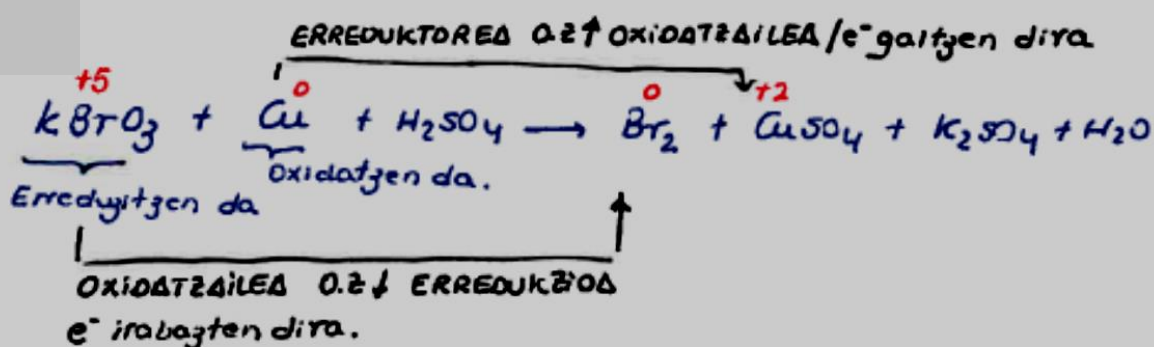 ERREDUKTOREA O.Z↑ OXIDATZAILEA/e⁻galtzen dira
+5 0 0 +2
KBrO₃ + Cu + H₂SO₄ → Br₂ + CuSO₄ + K₂SO₄ + H₂O
Oxidatzen da.
Erreduzitzen da
OXIDATZAILEA O.Z↓ ERREDUKZIOA
e⁻ irabazten dira.